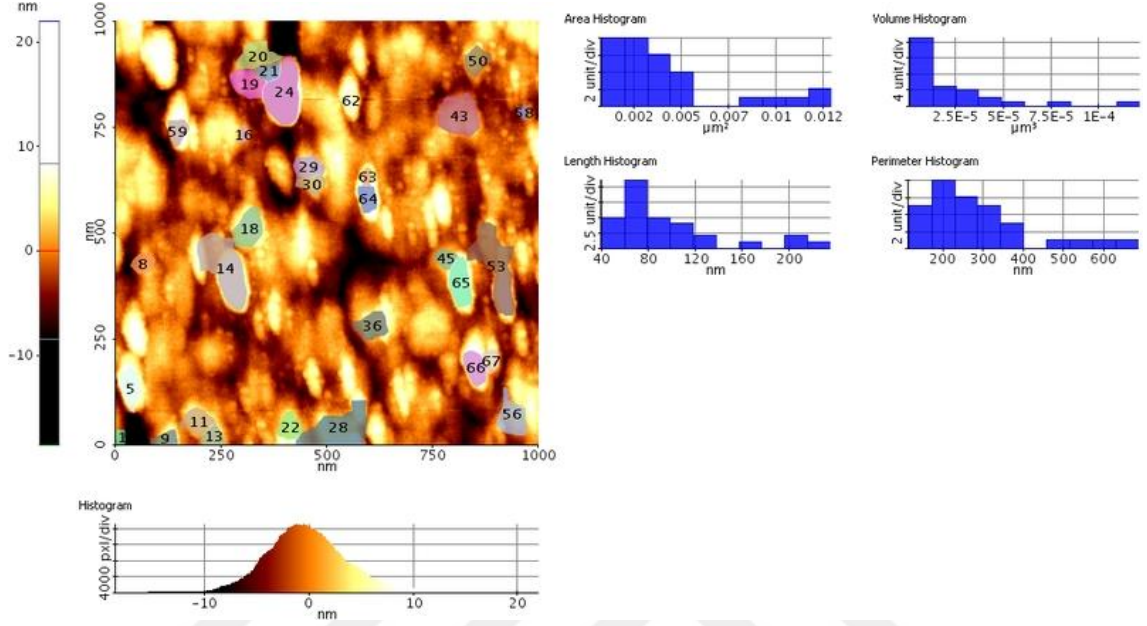 nm
20
10
0
−10
1000
750
500
250
0
nm
0 250 500 750 1000
nm
20
21
19
24
50
62
43
68
59
16
29
30
63
64
18
8
14
45
65
53
36
66
67
5
11
13
9
1
22
28
56
Area Histogram
2 unit/div
0.002 0.005 0.007 0.01 0.012
µm²
Volume Histogram
4 unit/div
2.5E-5 5E-5 7.5E-5 1E-4
µm³
Length Histogram
2.5 unit/div
40 80 120 160 200
nm
Perimeter Histogram
2 unit/div
200 300 400 500 600
nm
Histogram
4000 pxl/div
−10 0 10 20
nm